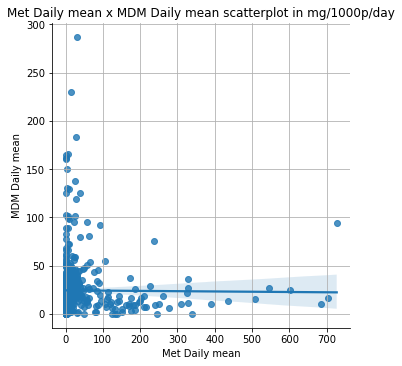 Met Daily mean x MDM Daily mean scatterplot in mg/1000p/day
300
250
200
150
100
50
0
MDM Daily mean
0 100 200 300 400 500 600 700
Met Daily mean